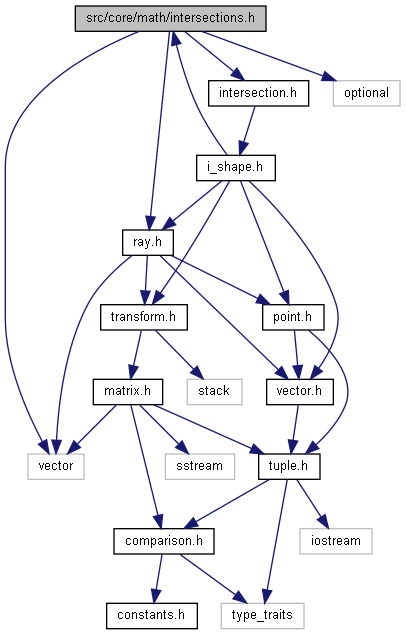 src/core/math/intersections.h
intersection.h
optional
i_shape.h
ray.h
transform.h
point.h
matrix.h
stack
vector.h
vector
sstream
tuple.h
comparison.h
iostream
constants.h
type_traits